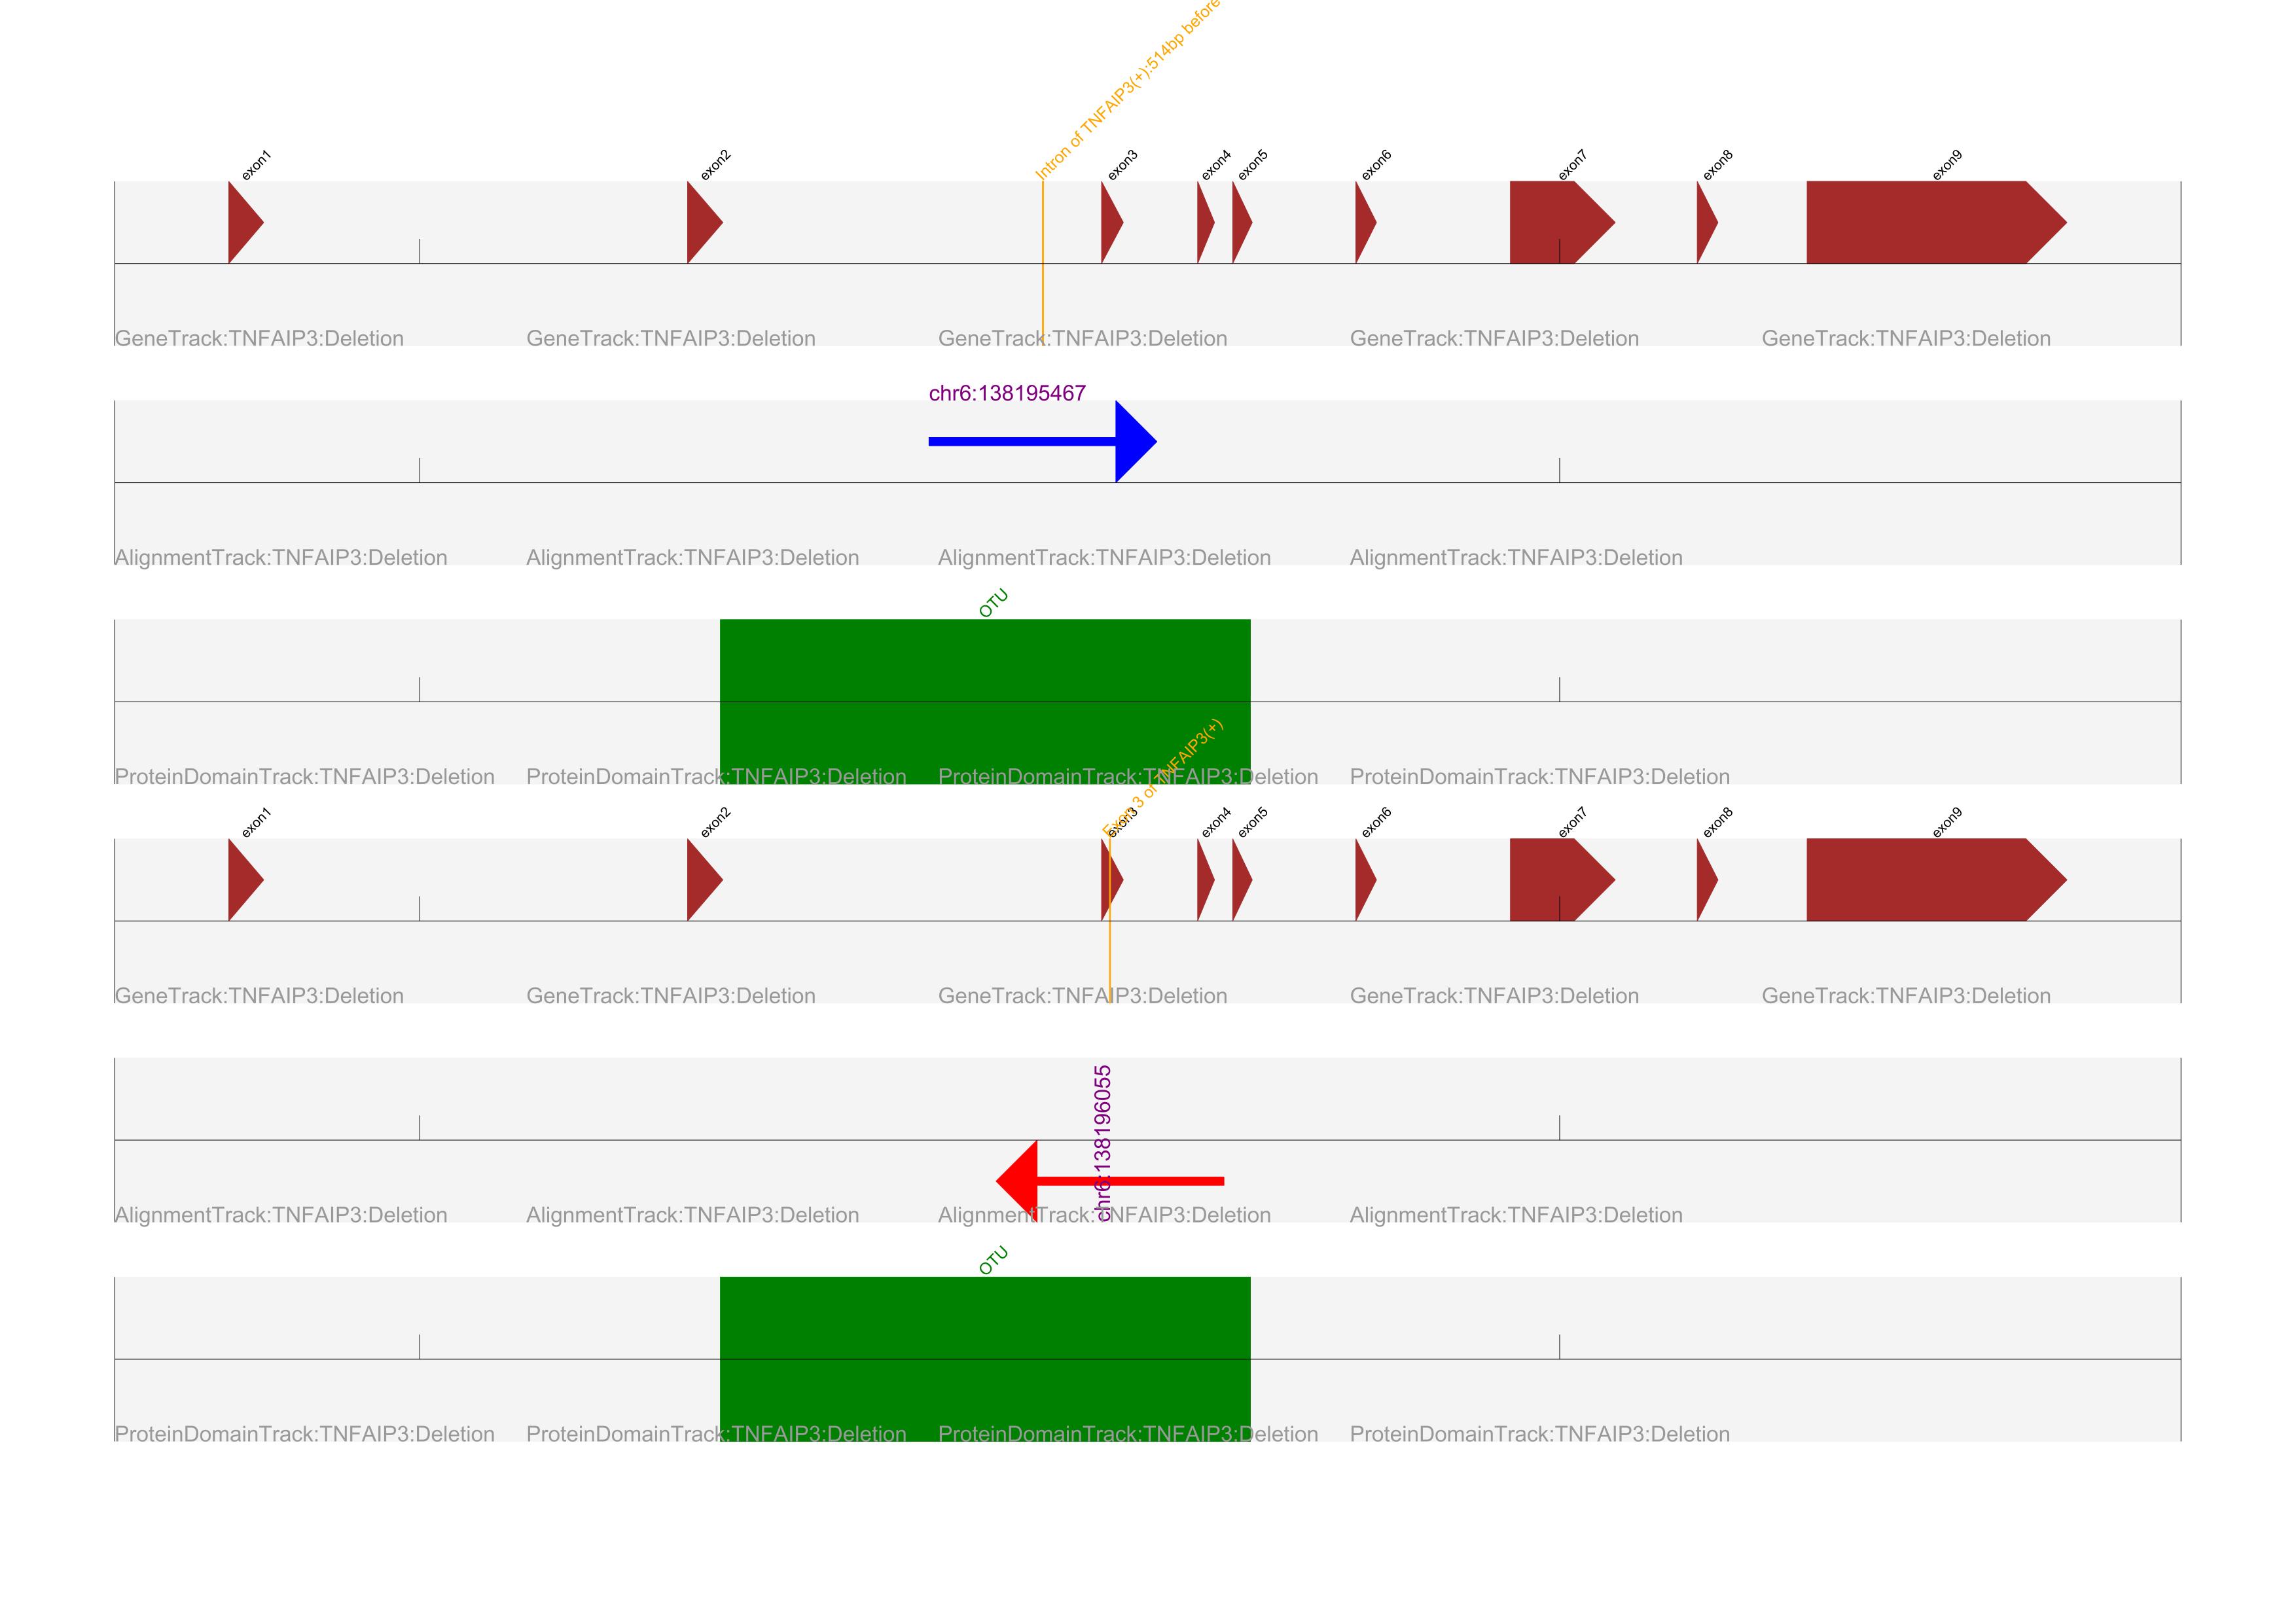 Intron of TNFAIP3(+):514bp before
exon1 exon2 exon3 exon4 exon5 exon6 exon7 exon8 exon9
GeneTrack:TNFAIP3:Deletion GeneTrack:TNFAIP3:Deletion GeneTrack:TNFAIP3:Deletion GeneTrack:TNFAIP3:Deletion GeneTrack:TNFAIP3:Deletion
chr6:138195467
AlignmentTrack:TNFAIP3:Deletion AlignmentTrack:TNFAIP3:Deletion AlignmentTrack:TNFAIP3:Deletion AlignmentTrack:TNFAIP3:Deletion
OTU
ProteinDomainTrack:TNFAIP3:Deletion ProteinDomainTrack:TNFAIP3:Deletion ProteinDomainTrack:TNFAIP3:Deletion ProteinDomainTrack:TNFAIP3:Deletion
Exon 3 of TNFAIP3(+)
exon1 exon2 exon3 exon4 exon5 exon6 exon7 exon8 exon9
GeneTrack:TNFAIP3:Deletion GeneTrack:TNFAIP3:Deletion GeneTrack:TNFAIP3:Deletion GeneTrack:TNFAIP3:Deletion GeneTrack:TNFAIP3:Deletion
chr6:138196055
AlignmentTrack:TNFAIP3:Deletion AlignmentTrack:TNFAIP3:Deletion AlignmentTrack:TNFAIP3:Deletion AlignmentTrack:TNFAIP3:Deletion
OTU
ProteinDomainTrack:TNFAIP3:Deletion ProteinDomainTrack:TNFAIP3:Deletion ProteinDomainTrack:TNFAIP3:Deletion ProteinDomainTrack:TNFAIP3:Deletion